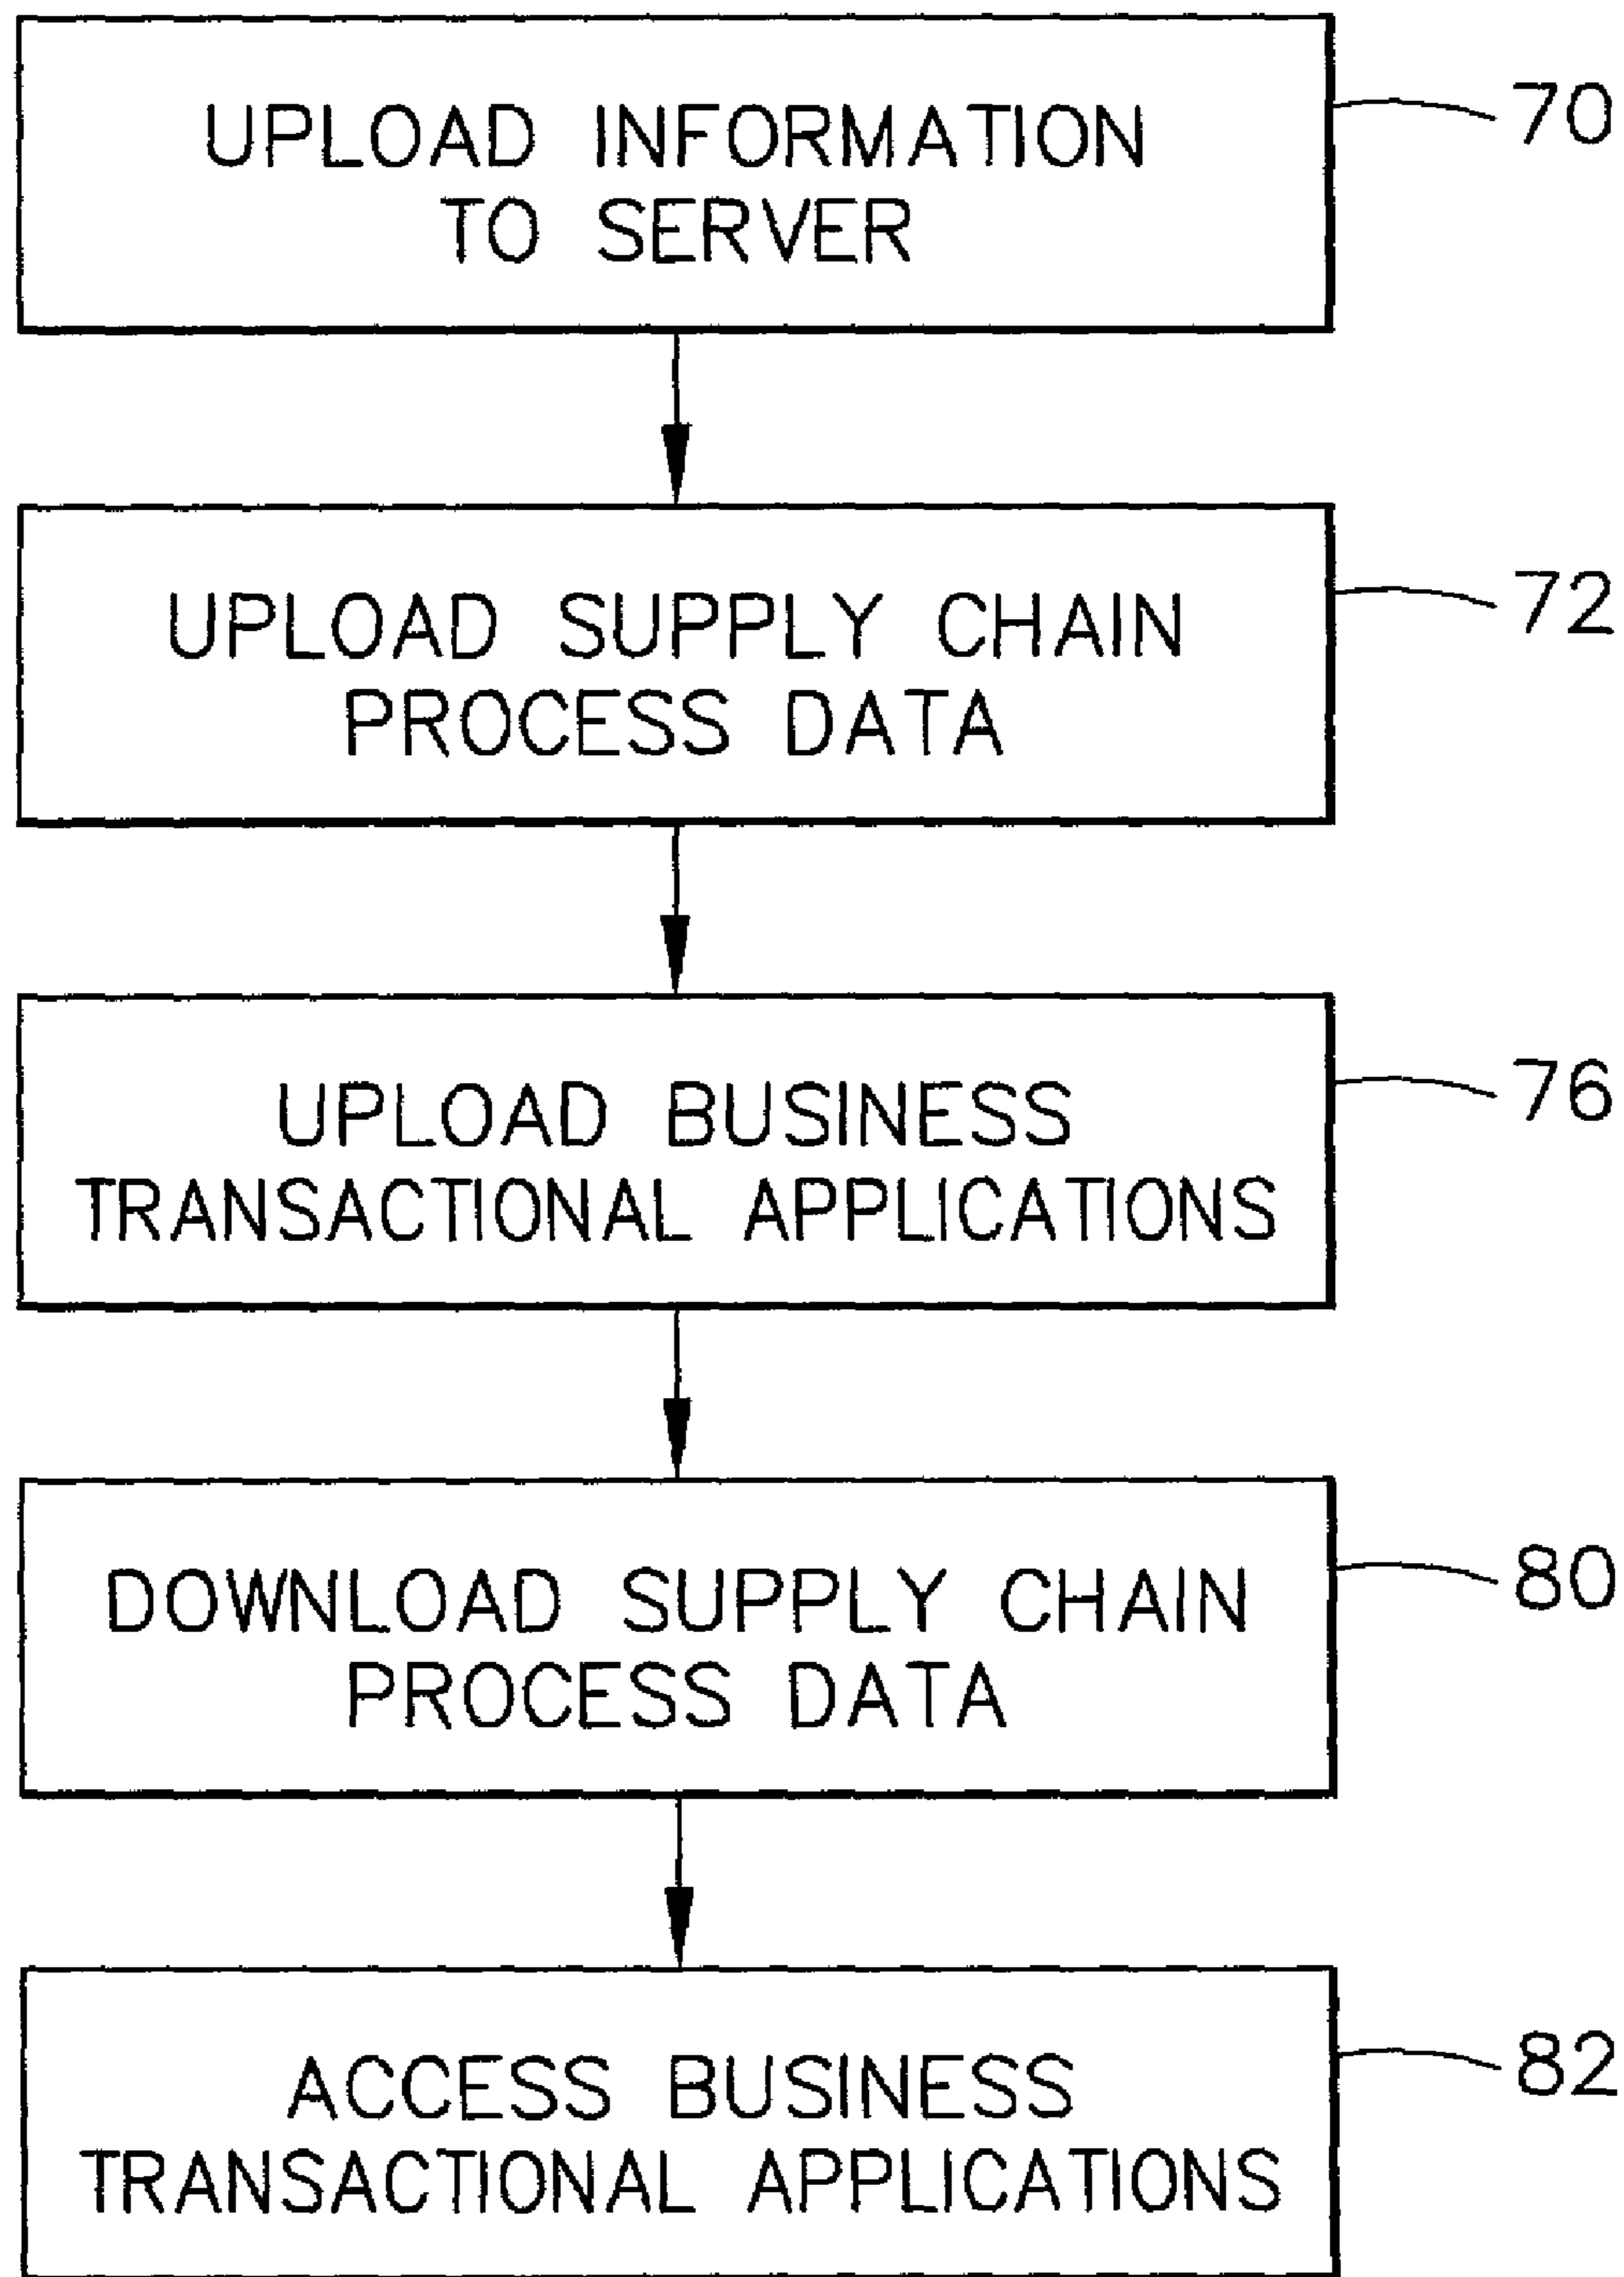 UPLOAD INFORMATION
TO SERVER
70
UPLOAD SUPPLY CHAIN
PROCESS DATA
72
UPLOAD BUSINESS
TRANSACTIONAL APPLICATIONS
76
DOWNLOAD SUPPLY CHAIN
PROCESS DATA
80
ACCESS BUSINESS
TRANSACTIONAL APPLICATIONS
82